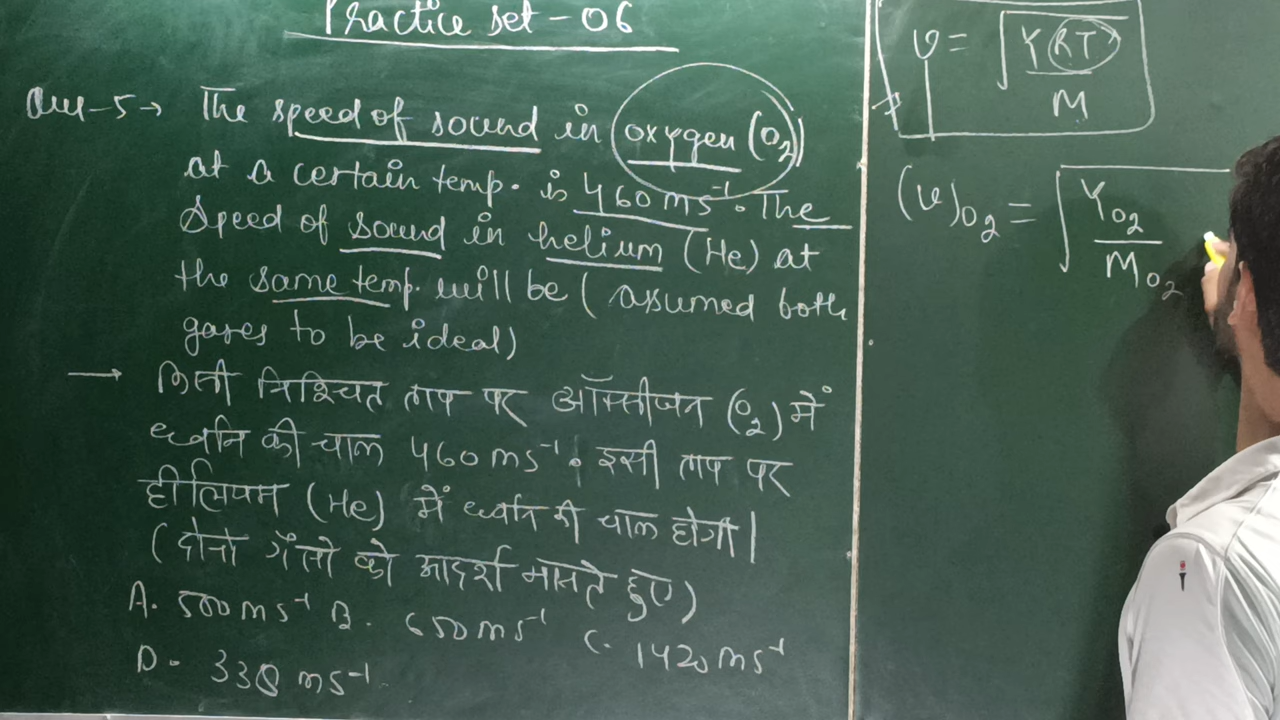 Practice set - 06
Que-5→ The speed of sound in oxygen (O₂)
at a certain temp. is 460 ms⁻¹. The
Speed of sound in helium (He) at
the same temp. will be ( assumed both
gases to be ideal)
→ किसी निश्चित ताप पर ऑक्सीजन (O₂) में
ध्वनि की चाल 460 ms⁻¹। इसी ताप पर
हीलियम (He) में ध्वनि की चाल होगी|
(दोनो गैसो को आदर्श मानते हुए)
A. 500 ms⁻¹ B. 650 ms⁻¹ C. 1420 ms⁻¹
D. 330 ms⁻¹.
v = √(γRT/M)
(v)O₂ = √(γO₂/MO₂)